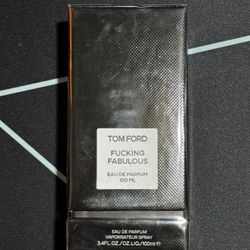 TOM FORD
FUCKING
FABULOUS
EAU DE PARFUM
100 ML
EAU DE PARFUM
VAPORISATEUR SPRAY
3.4FL.OZ./OZ.LIQ/100ml℮